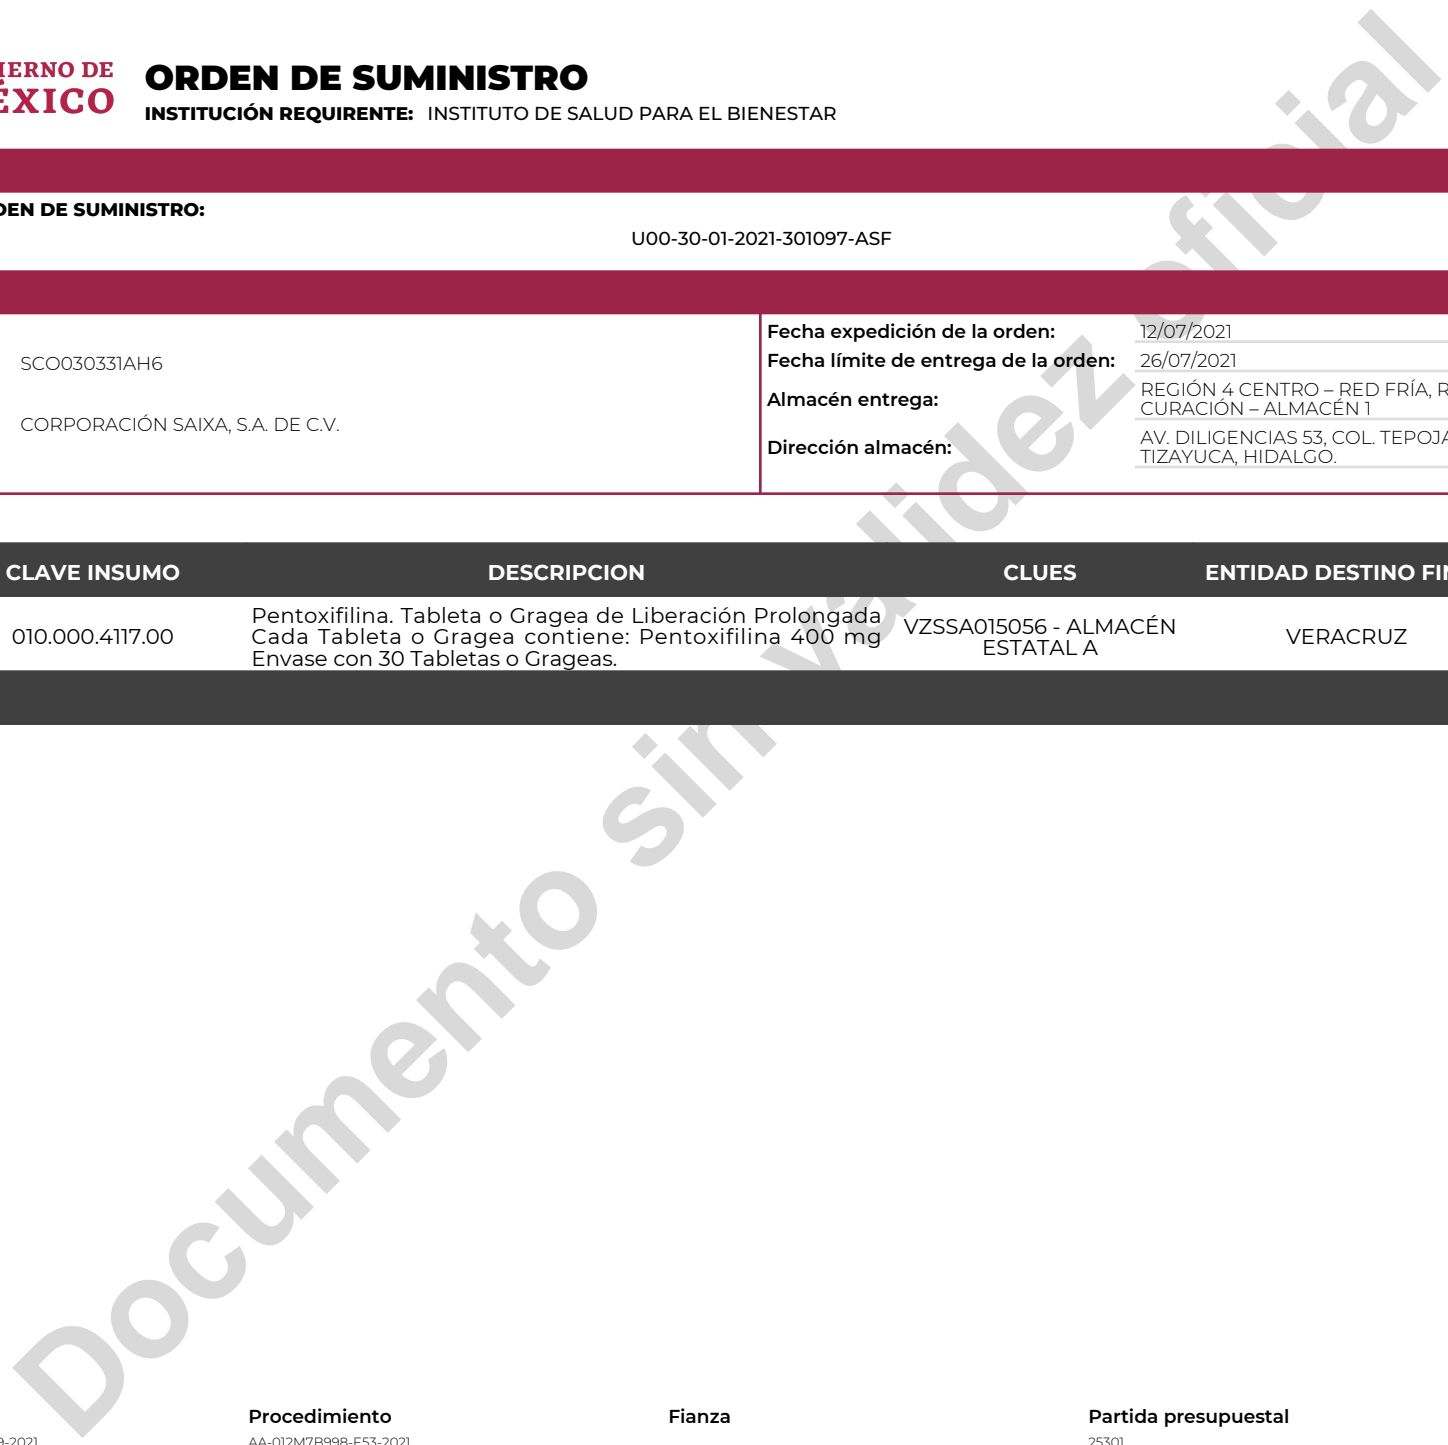 DE
ORDEN DE SUMINISTRO
INSTITUCIÓN REQUIRENTE: INSTITUTO DE SALUD PARA EL BIENESTAR
DE SUMINISTRO:
U00-30-01-2021-301097-ASF
SCO030331AH6
CORPORACIÓN SAIXA, S.A. DE C.V.
Fecha expedición de la orden: 12/07/2021
Fecha límite de entrega de la orden: 26/07/2021
Almacén entrega: REGIÓN 4 CENTRO – RED FRÍA,
CURACIÓN – ALMACÉN 1
Dirección almacén: AV. DILIGENCIAS 53, COL.
TIZAYUCA, HIDALGO.
CLAVE INSUMO DESCRIPCION CLUES ENTIDAD DESTINO
010.000.4117.00
Pentoxifilina. Tableta o Gragea de Liberación Prolongada
Cada Tableta o Gragea contiene: Pentoxifilina 400 mg
Envase con 30 Tabletas o Grageas.
VZSSA015056 - ALMACÉN
ESTATAL A
VERACRUZ
Documento sin validez oficial
Procedimiento Fianza Partida presupuestal
AA-012M7B998-E53-2021 25301